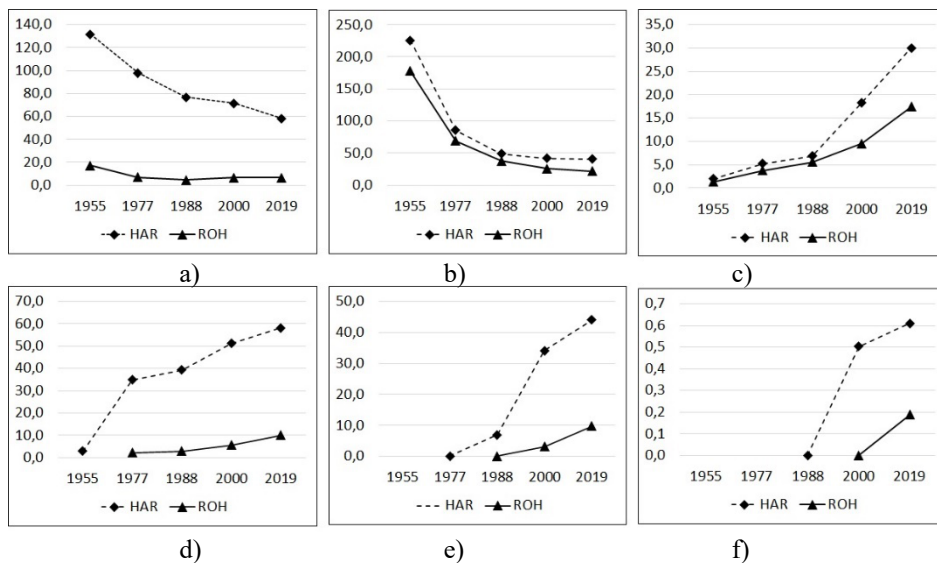 140,0
120,0
100,0
80,0
60,0
40,0
20,0
0,0
1955 1977 1988 2000 2019
HAR ROH
a)
250,0
200,0
150,0
100,0
50,0
0,0
1955 1977 1988 2000 2019
HAR ROH
b)
35,0
30,0
25,0
20,0
15,0
10,0
5,0
0,0
1955 1977 1988 2000 2019
HAR ROH
c)
70,0
60,0
50,0
40,0
30,0
20,0
10,0
0,0
1955 1977 1988 2000 2019
HAR ROH
d)
50,0
40,0
30,0
20,0
10,0
0,0
1955 1977 1988 2000 2019
HAR ROH
e)
0,7
0,6
0,5
0,4
0,3
0,2
0,1
0,0
1955 1977 1988 2000 2019
HAR ROH
f)